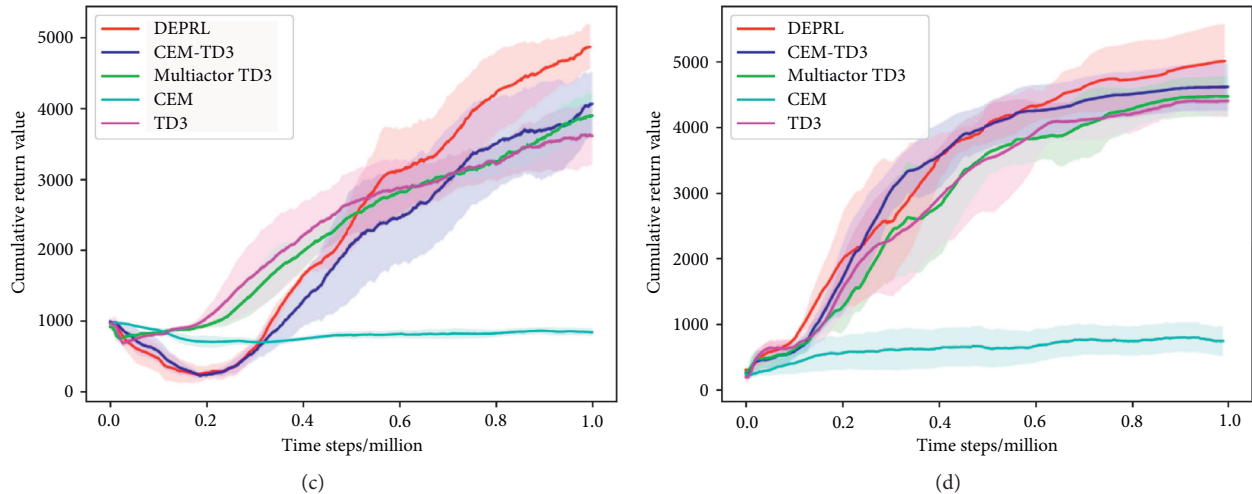 DEPRL
CEM-TD3
Multiactor TD3
CEM
TD3
5000
4000
3000
2000
1000
0
Cumulative return value
0.0 0.2 0.4 0.6 0.8 1.0
Time steps/million
(c)
DEPRL
CEM-TD3
Multiactor TD3
CEM
TD3
5000
4000
3000
2000
1000
0
Cumulative return value
0.0 0.2 0.4 0.6 0.8 1.0
Time steps/million
(d)